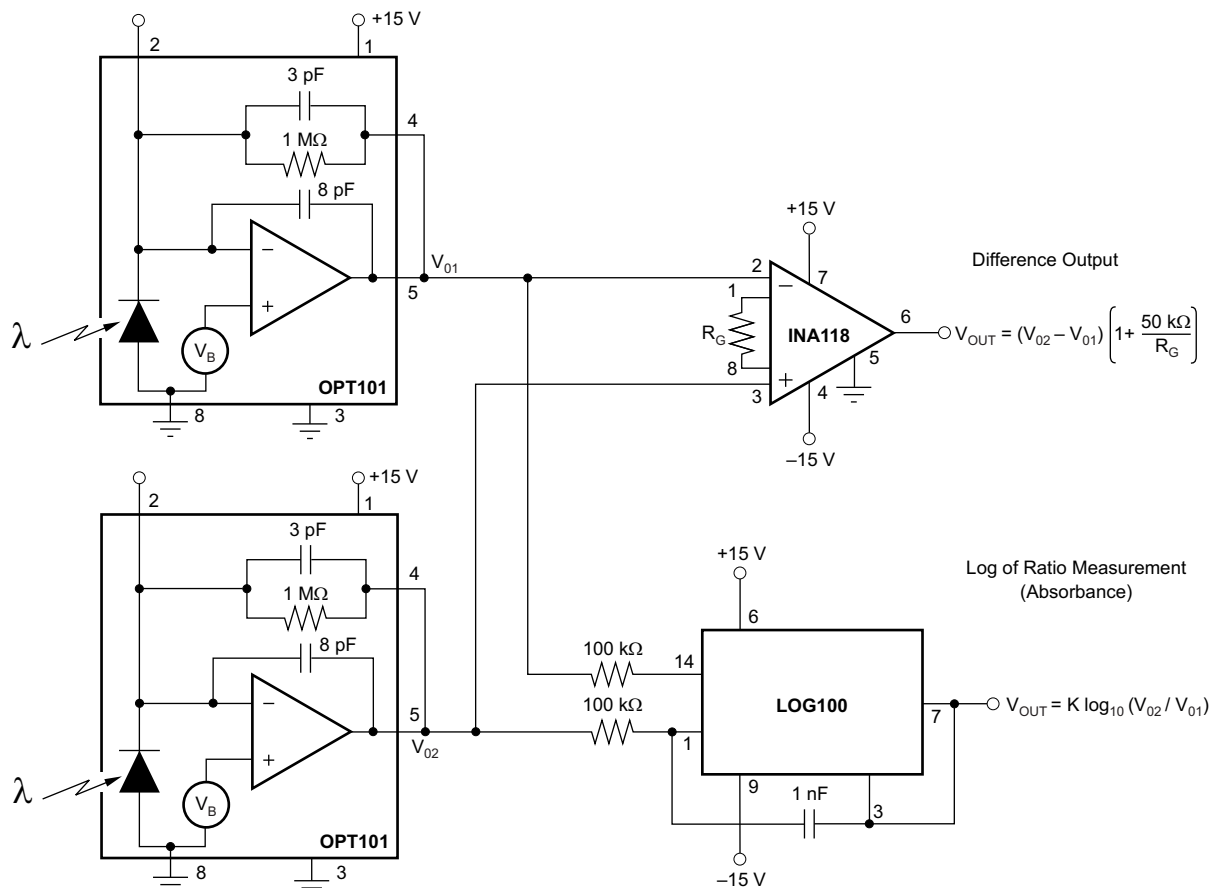 +15 V
2
1
3 pF
4
1 MΩ
8 pF
–
+
V01
5
λ
VB
OPT101
8
3
+15 V
2
7
1
–
RG
INA118
6
8
+
5
3
4
–15 V
Difference Output
VOUT = (V02 – V01) [1+ 50 kΩ / RG]
+15 V
2
1
3 pF
4
1 MΩ
8 pF
–
+
5
V02
λ
VB
OPT101
8
3
Log of Ratio Measurement
(Absorbance)
+15 V
6
100 kΩ
14
100 kΩ
1
LOG100
7
VOUT = K log10 (V02 / V01)
9
1 nF
3
–15 V